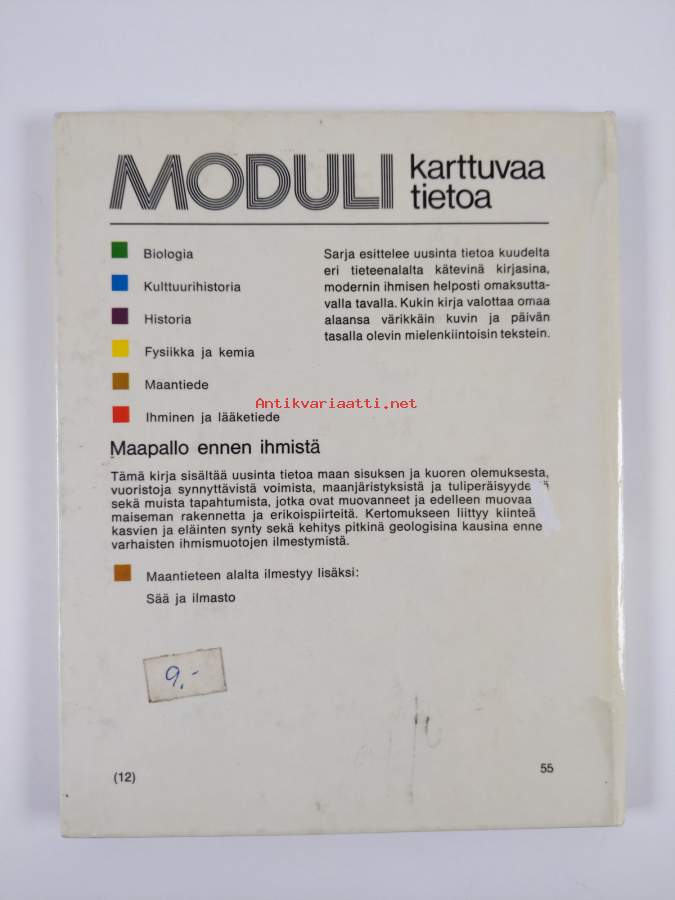 MODULI karttuvaa
tietoa
Biologia
Kulttuurihistoria
Historia
Fysiikka ja kemia
Maantiede
Ihminen ja lääketiede
Sarja esittelee uusinta tietoa kuudelta
eri tieteenalalta kätevinä kirjasina,
modernin ihmisen helposti omaksutta-
valla tavalla. Kukin kirja valottaa omaa
alaansa värikkäin kuvin ja päivän
tasalla olevin mielenkiintoisin tekstein.
Antikvariaatti.net
Maapallo ennen ihmistä
Tämä kirja sisältää uusinta tietoa maan sisuksen ja kuoren olemuksesta,
vuoristoja synnyttävistä voimista, maanjäristyksistä ja
sekä muista tapahtumista, jotka ovat muovanneet ja edelleen muovaa
maiseman rakennetta ja erikoispiirteitä. Kertomukseen liittyy kiinteä
kasvien ja eläinten synty sekä kehitys pitkinä geologisina kausina enne
varhaisten ihmismuotojen ilmestymistä.
Maantieteen alalta ilmestyy lisäksi:
Sää ja ilmasto
9,-
(12)
55